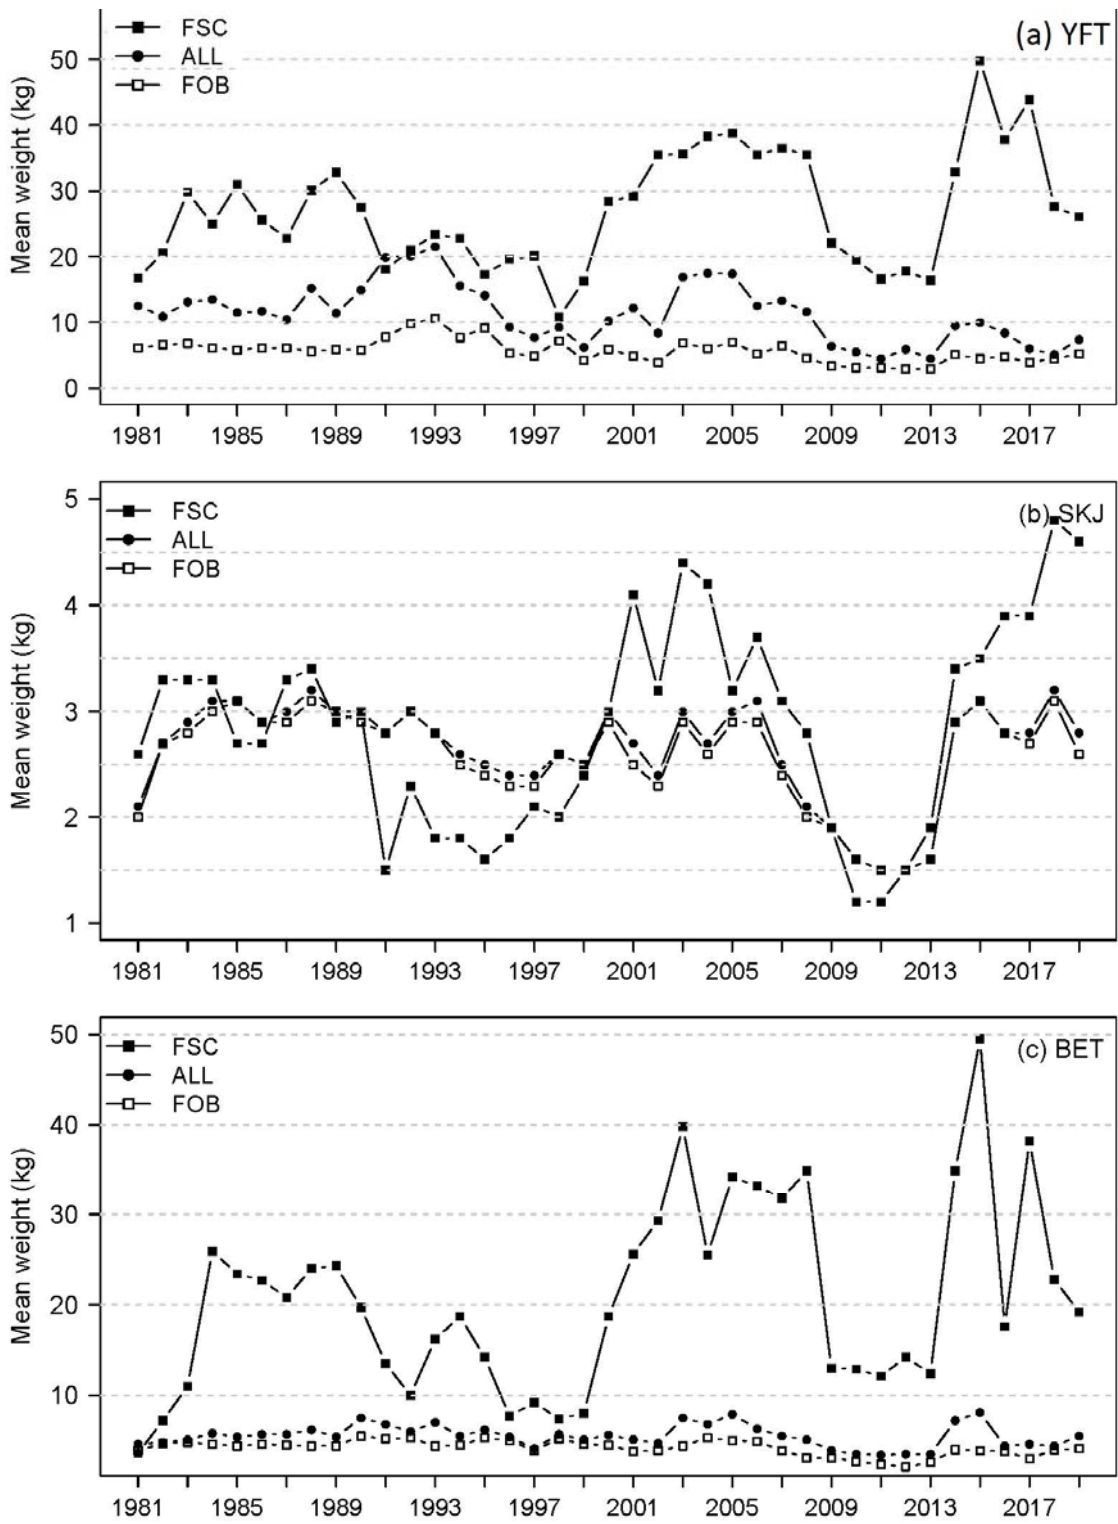 (a) YFT
FSC
ALL
FOB
Mean weight (kg)
50
40
30
20
10
0
1981 1985 1989 1993 1997 2001 2005 2009 2013 2017
(b) SKJ
FSC
ALL
FOB
Mean weight (kg)
5
4
3
2
1
1981 1985 1989 1993 1997 2001 2005 2009 2013 2017
(c) BET
FSC
ALL
FOB
Mean weight (kg)
50
40
30
20
10
1981 1985 1989 1993 1997 2001 2005 2009 2013 2017